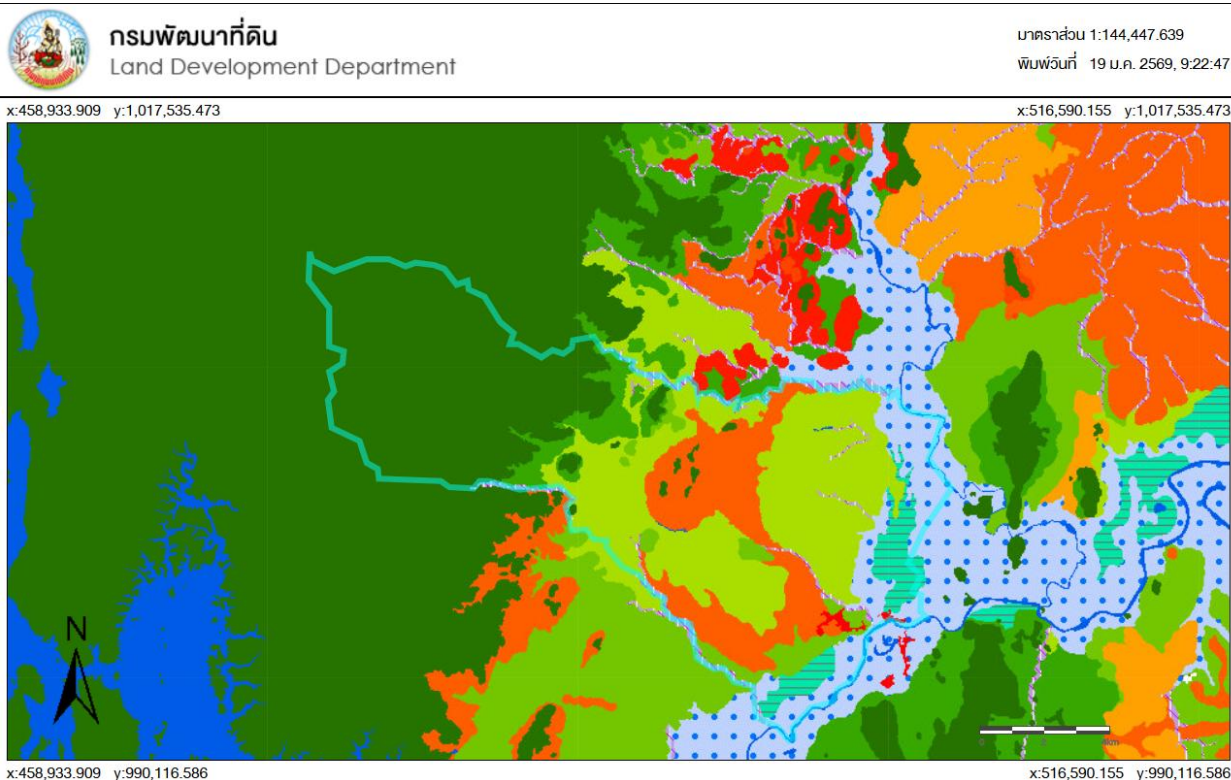 กรมพัฒนาที่ดิน
Land Development Department
มาตราส่วน 1:144,447.639
พิมพ์วันที่ 19 ม.ค. 2569, 9:22:47
x:458,933.909 y:1,017,535.473
x:516,590.155 y:1,017,535.473
N
0 2 4km
x:458,933.909 y:990,116.586
x:516,590.155 y:990,116.586